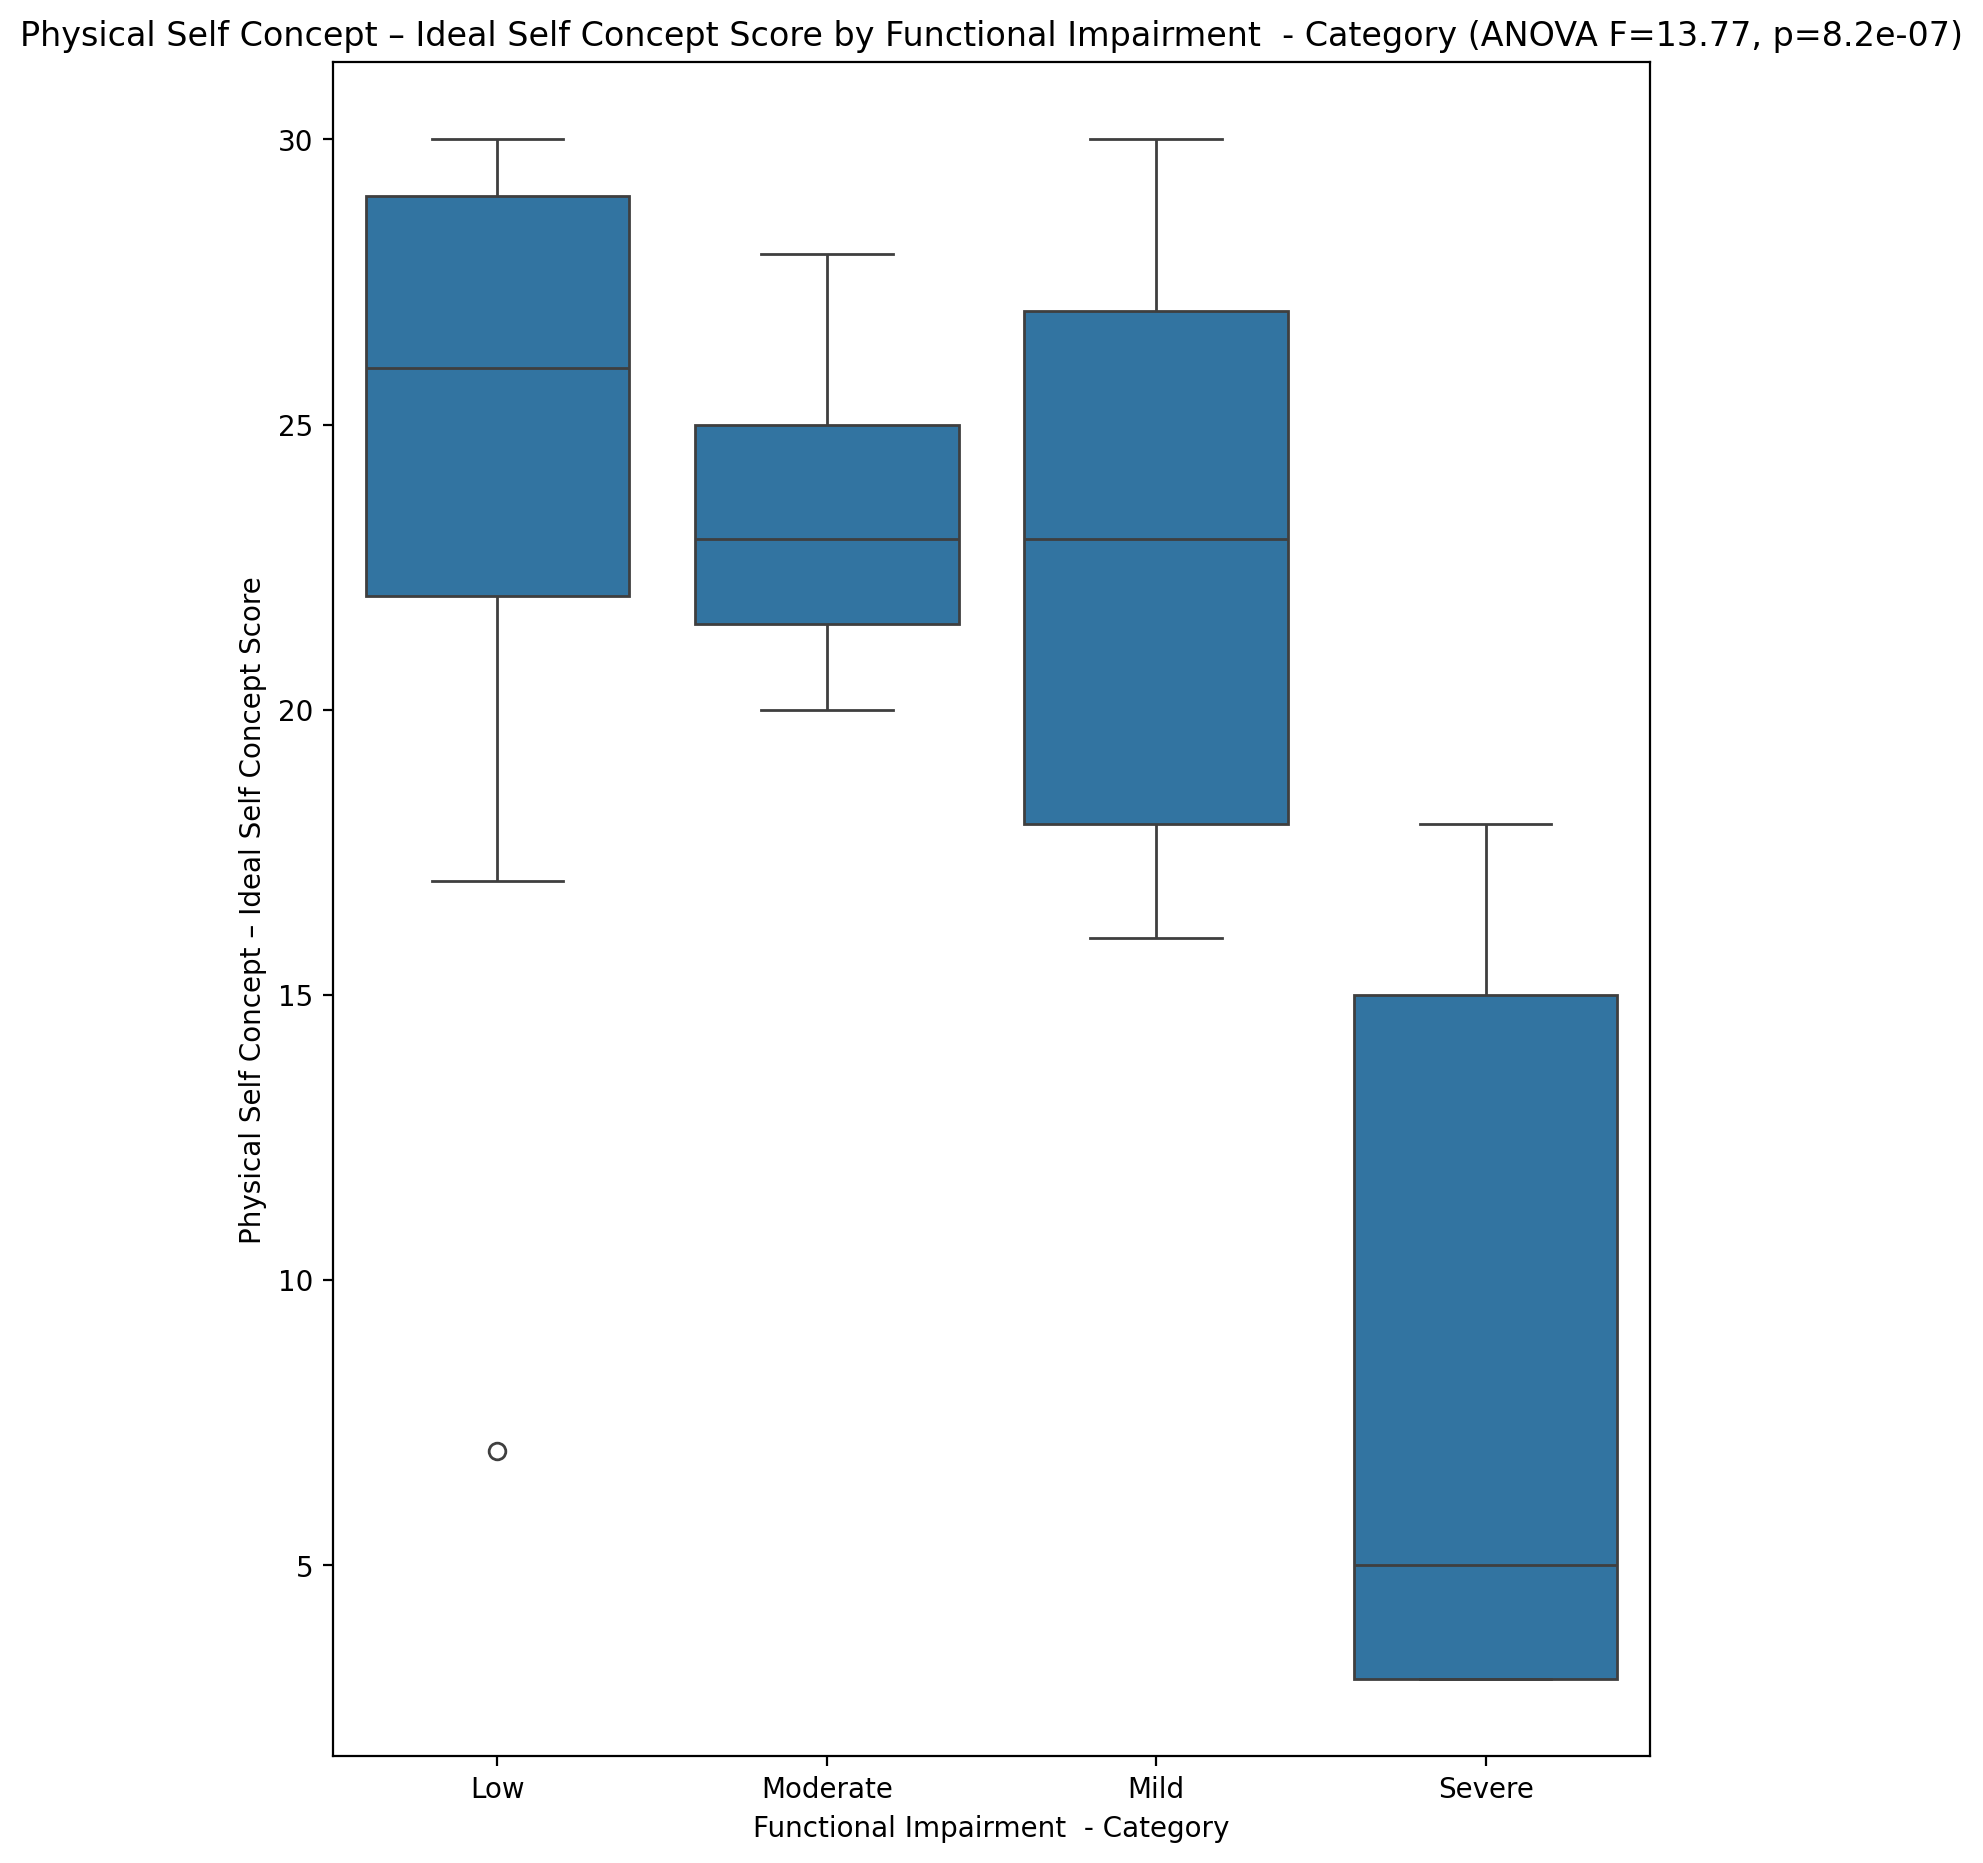 Physical Self Concept – Ideal Self Concept Score by Functional Impairment  - Category (ANOVA F=13.77, p=8.2e-07)
Physical Self Concept – Ideal Self Concept Score
30
25
20
15
10
5
Low Moderate Mild Severe
Functional Impairment  - Category